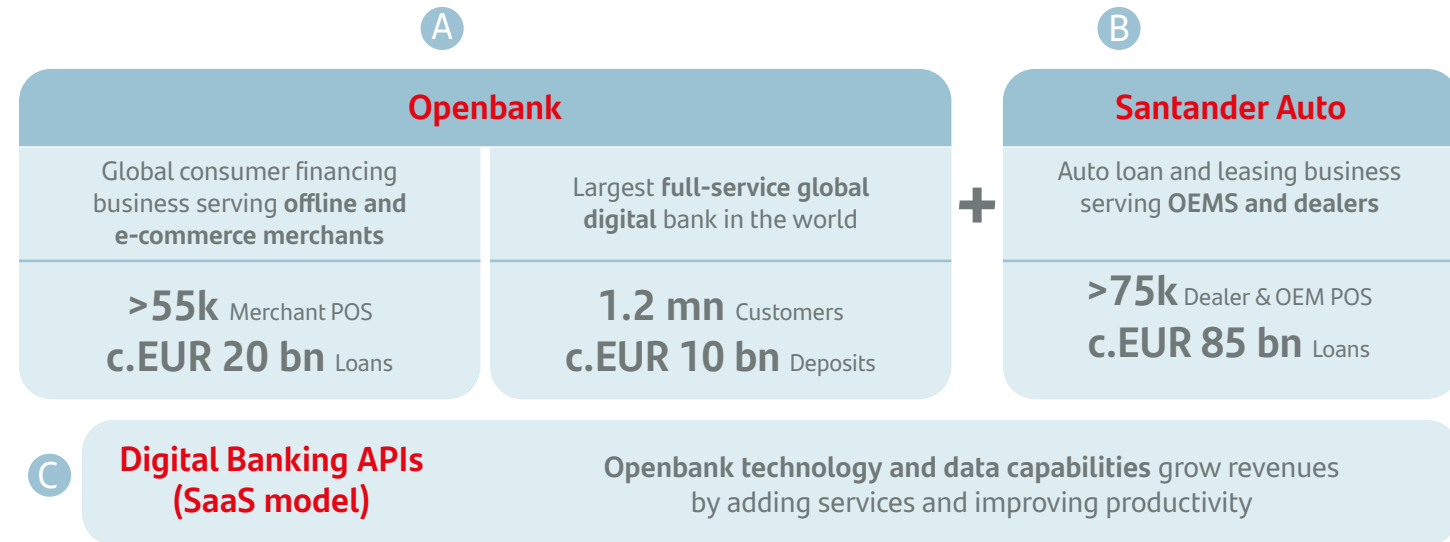 A
B
Openbank
Santander Auto
Global consumer financing
business serving offline and
e-commerce merchants
Largest full-service global
digital bank in the world
+
Auto loan and leasing business
serving OEMS and dealers
>55k Merchant POS
c.EUR 20 bn Loans
1.2 mn Customers
c.EUR 10 bn Deposits
>75k Dealer & OEM POS
c.EUR 85 bn Loans
C
Digital Banking APIs
(SaaS model)
Openbank technology and data capabilities grow revenues
by adding services and improving productivity